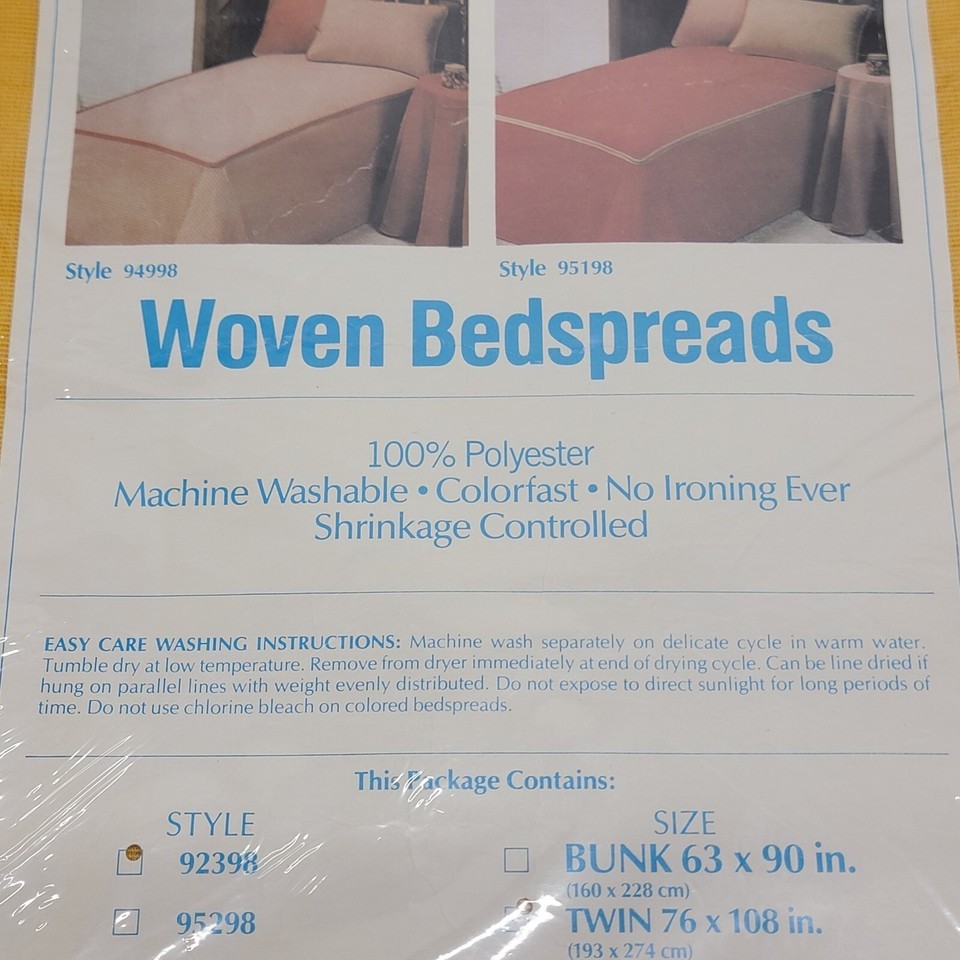 Style 94998
Style 95198
Woven Bedspreads
100% Polyester
Machine Washable • Colorfast • No Ironing Ever
Shrinkage Controlled
EASY CARE WASHING INSTRUCTIONS: Machine wash separately on delicate cycle in warm water.
Tumble dry at low temperature. Remove from dryer immediately at end of drying cycle. Can be line dried if
hung on parallel lines with weight evenly distributed. Do not expose to direct sunlight for long periods of
time. Do not use chlorine bleach on colored bedspreads.
This Package Contains:
STYLE
SIZE
92398
BUNK 63 x 90 in.
(160 x 228 cm)
95298
TWIN 76 x 108 in.
(193 x 274 cm)